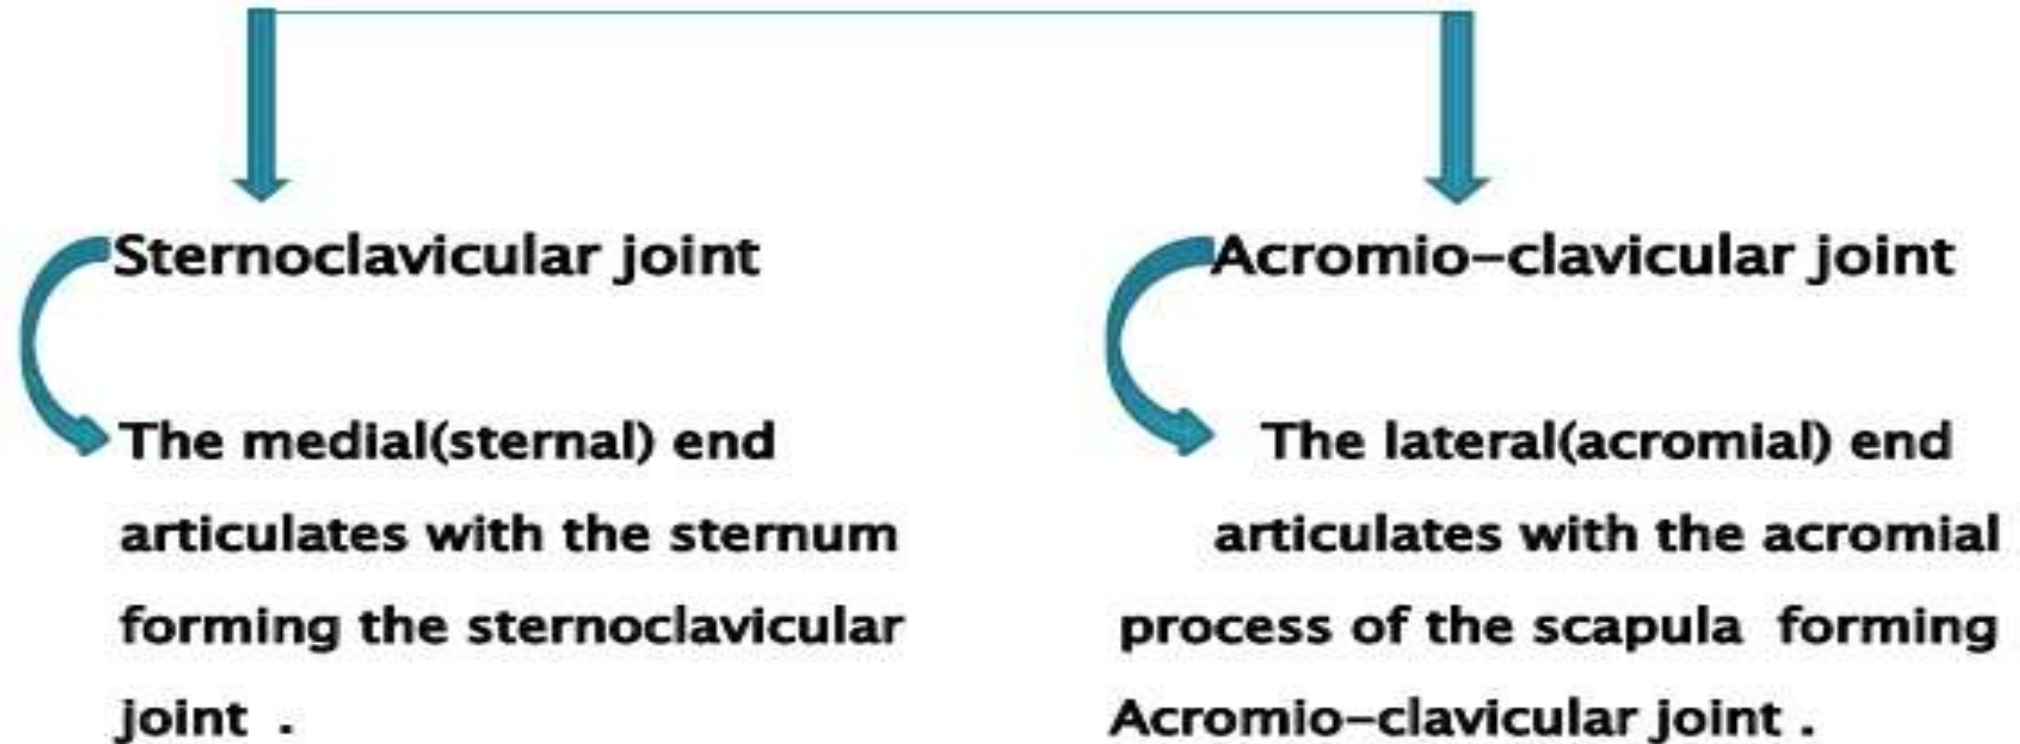 Sternoclavicular joint
The medial(sternal) end
articulates with the sternum
forming the sternoclavicular
joint .
Acromio–clavicular joint
The lateral(acromial) end
articulates with the acromial
process of the scapula forming
Acromio–clavicular joint .